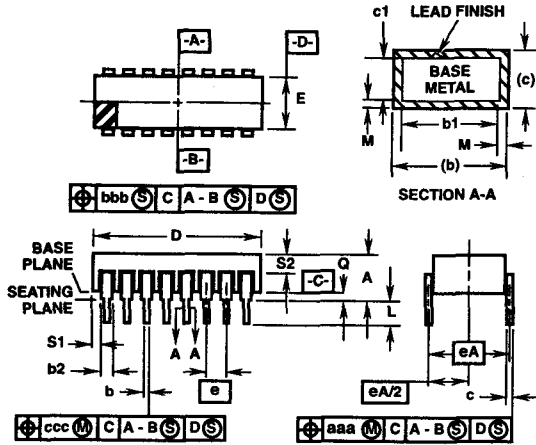 c1
LEAD FINISH
-A-
-D-
E
BASE
METAL
(c)
b1
M
M
(b)
-B-
SECTION A-A
⌖ bbb Ⓢ C A - B Ⓢ D Ⓢ
D
BASE
PLANE
S2
Q
A
-C-
SEATING
PLANE
L
S1
b2
A A
eA
b
e
eA/2
c
⌖ ccc Ⓜ C A - B Ⓢ D Ⓢ
⌖ aaa Ⓜ C A - B Ⓢ D Ⓢ